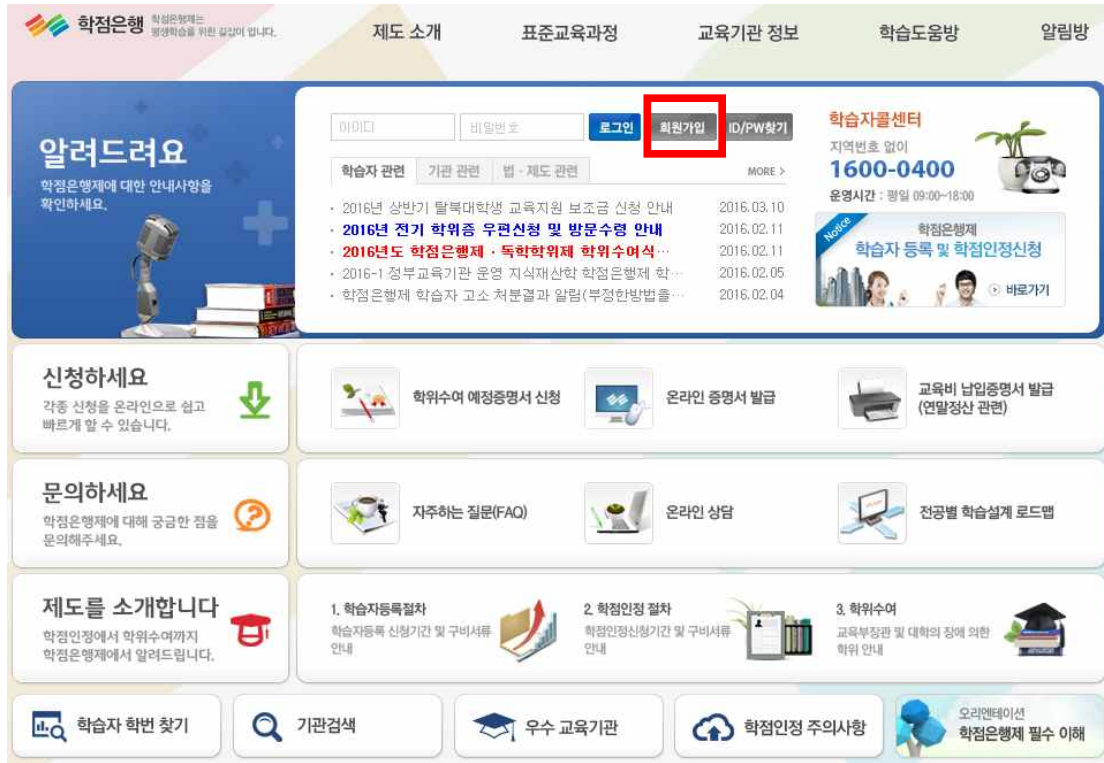 학점은행 학점은행제는
평생학습을 위한 길잡이 입니다.
제도 소개 표준교육과정 교육기관 정보 학습도움방 알림방
알려드려요
학점은행제에 대한 안내사항을
확인하세요.
아이디 비밀번호 로그인 회원가입 ID/PW찾기
학습자 관련 기관 관련 법·제도 관련 MORE >
· 2016년 상반기 탈북대학생 교육지원 보조금 신청 안내 2016.03.10
· 2016년 전기 학위증 우편신청 및 방문수령 안내 2016.02.11
· 2016년도 학점은행제·독학학위제 학위수여식… 2016.02.11
· 2016-1 정부교육기관 운영 지식재산학 학점은행제 학… 2016.02.05
· 학점은행제 학습자 고소 처분결과 알림(부정한방법을… 2016.02.04
학습자콜센터
지역번호 없이
1600-0400
운영시간 : 평일 09:00~18:00
Notice
학점은행제
학습자 등록 및 학점인정신청
바로가기
신청하세요
각종 신청을 온라인으로 쉽고
빠르게 할 수 있습니다.
학위수여 예정증명서 신청
온라인 증명서 발급
교육비 납입증명서 발급
(연말정산 관련)
문의하세요
학점은행제에 대해 궁금한 점을
문의해주세요.
자주하는 질문(FAQ)
온라인 상담
전공별 학습설계 로드맵
제도를 소개합니다
학점인정에서 학위수여까지
학점은행제에서 알려드립니다.
1. 학습자등록절차
학습자등록 신청기간 및 구비서류
안내
2. 학점인정 절차
학점인정신청기간 및 구비서류
안내
3. 학위수여
교육부장관 및 대학의 장에 의한
학위 안내
학습자 학번 찾기
기관검색
우수 교육기관
학점인정 주의사항
오리엔테이션
학점은행제 필수 이해